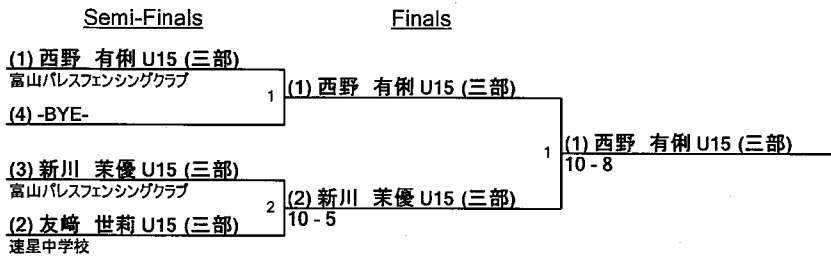 Semi-Finals
Finals
(1) 西野 有俐 U15 (三部)
富山パレスフェンシングクラブ
1
(1) 西野 有俐 U15 (三部)
(4) -BYE-
1
(1) 西野 有俐 U15 (三部)
10 - 8
(3) 新川 茉優 U15 (三部)
富山パレスフェンシングクラブ
2
(2) 新川 茉優 U15 (三部)
10 - 5
(2) 友﨑 世莉 U15 (三部)
速星中学校